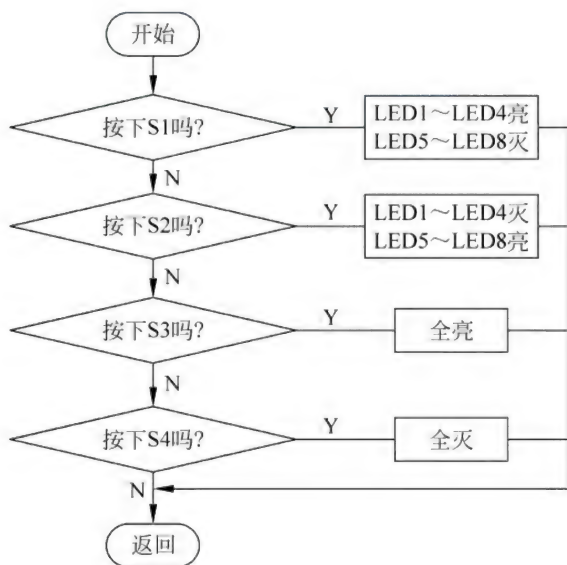 开始
按下S1吗?
Y
LED1～LED4亮
LED5～LED8灭
N
按下S2吗?
Y
LED1～LED4灭
LED5～LED8亮
N
按下S3吗?
Y
全亮
N
按下S4吗?
Y
全灭
N
返回